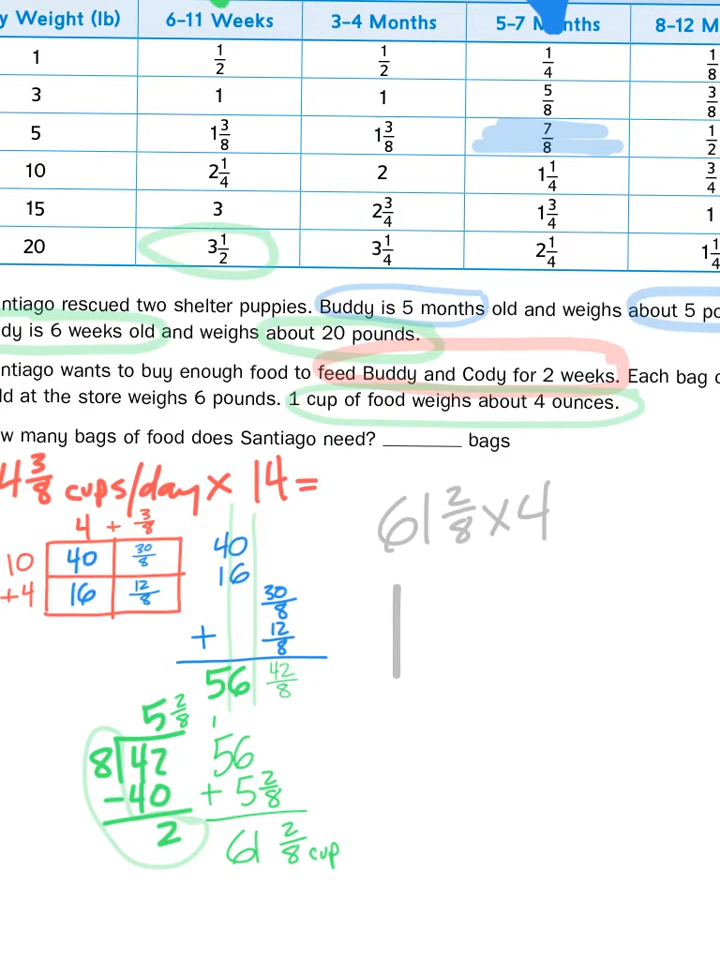 y Weight (lb) 6-11 Weeks 3-4 Months 5-7 M nths 8-12 M
1 1/2 1/2 1/4 1/8
3 1 1 5/8 3/8
5 1 3/8 1 3/8 7/8 1/2
10 2 1/4 2 1 1/4 3/4
15 3 2 3/4 1 3/4 1
20 3 1/2 3 1/4 2 1/4 1 1/4
ntiago rescued two shelter puppies. Buddy is 5 months old and weighs about 5 po
dy is 6 weeks old and weighs about 20 pounds.
ntiago wants to buy enough food to feed Buddy and Cody for 2 weeks. Each bag o
ld at the store weighs 6 pounds. 1 cup of food weighs about 4 ounces.
w many bags of food does Santiago need? ________ bags
4 3/8 cups/day x 14 =
4 + 3/8
10 40 30/8
+4 16 12/8
40
16
30/8
+ 12/8
56 42/8
5 2/8
8 42
-40
2
1
56
+ 5 2/8
61 2/8 cup
61 2/8 x 4